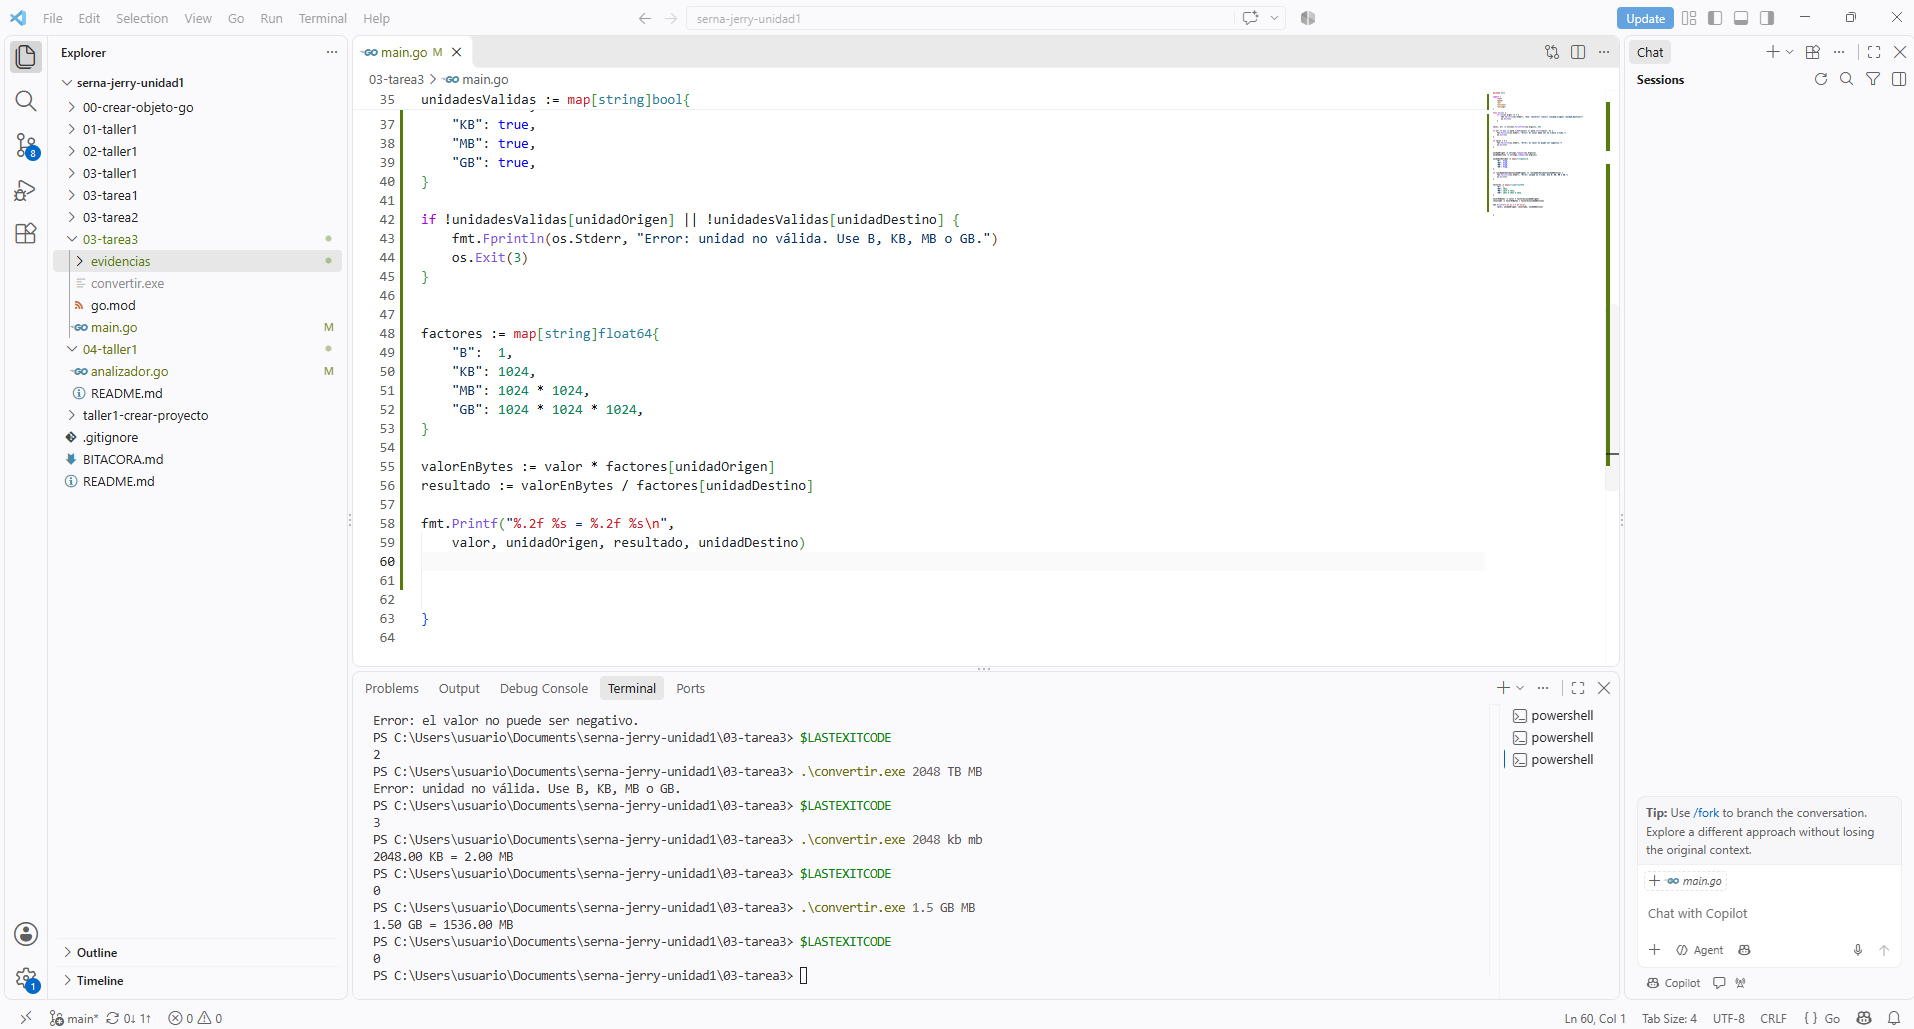 File Edit Selection View Go Run Terminal Help
serna-jerry-unidad1
Update
Explorer
serna-jerry-unidad1
00-crear-objeto-go
01-taller1
02-taller1
03-taller1
03-tarea1
03-tarea2
03-tarea3
evidencias
convertir.exe
go.mod
main.go M
04-taller1
analizador.go M
README.md
taller1-crear-proyecto
.gitignore
BITACORA.md
README.md
Outline
Timeline
8
1
main.go M
03-tarea3 > main.go
35 unidadesValidas := map[string]bool{
37 "KB": true,
38 "MB": true,
39 "GB": true,
40 }
41
42 if !unidadesValidas[unidadOrigen] || !unidadesValidas[unidadDestino] {
43 fmt.Fprintln(os.Stderr, "Error: unidad no válida. Use B, KB, MB o GB.")
44 os.Exit(3)
45 }
46
47
48 factores := map[string]float64{
49 "B":  1,
50 "KB": 1024,
51 "MB": 1024 * 1024,
52 "GB": 1024 * 1024 * 1024,
53 }
54
55 valorEnBytes := valor * factores[unidadOrigen]
56 resultado := valorEnBytes / factores[unidadDestino]
57
58 fmt.Printf("%.2f %s = %.2f %s\n",
59 valor, unidadOrigen, resultado, unidadDestino)
60
61
62
63 }
64
Problems Output Debug Console Terminal Ports
Error: el valor no puede ser negativo.
PS C:\Users\usuario\Documents\serna-jerry-unidad1\03-tarea3> $LASTEXITCODE
2
PS C:\Users\usuario\Documents\serna-jerry-unidad1\03-tarea3> .\convertir.exe 2048 TB MB
Error: unidad no válida. Use B, KB, MB o GB.
PS C:\Users\usuario\Documents\serna-jerry-unidad1\03-tarea3> $LASTEXITCODE
3
PS C:\Users\usuario\Documents\serna-jerry-unidad1\03-tarea3> .\convertir.exe 2048 kb mb
2048.00 KB = 2.00 MB
PS C:\Users\usuario\Documents\serna-jerry-unidad1\03-tarea3> $LASTEXITCODE
0
PS C:\Users\usuario\Documents\serna-jerry-unidad1\03-tarea3> .\convertir.exe 1.5 GB MB
1.50 GB = 1536.00 MB
PS C:\Users\usuario\Documents\serna-jerry-unidad1\03-tarea3> $LASTEXITCODE
0
PS C:\Users\usuario\Documents\serna-jerry-unidad1\03-tarea3>
powershell
powershell
powershell
Chat
Sessions
Tip: Use /fork to branch the conversation.
Explore a different approach without losing
the original context.
main.go
Chat with Copilot
Agent
Copilot
main* 0↓ 1↑ 0 0
Ln 60, Col 1 Tab Size: 4 UTF-8 CRLF { } Go